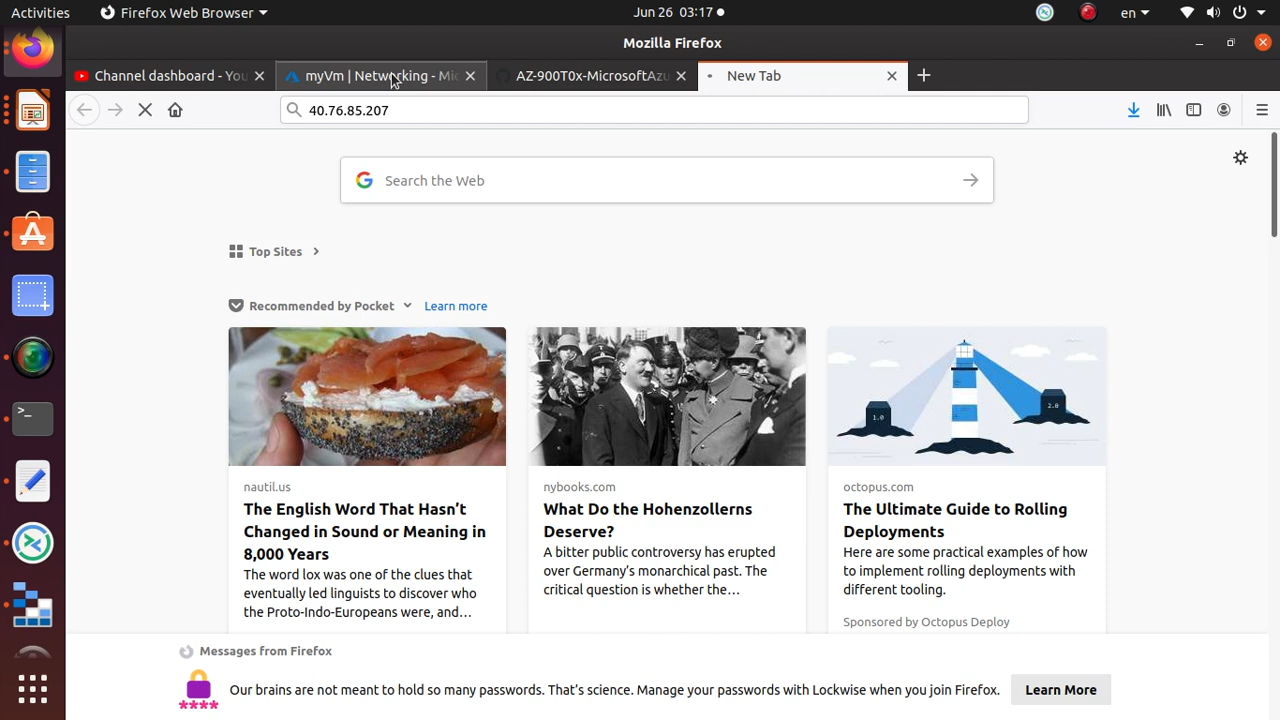 Activities
Firefox Web Browser
Jun 26 03:17
en
Mozilla Firefox
Channel dashboard - You
myVm | Networking - Mic
AZ-900T0x-MicrosoftAzu
New Tab
40.76.85.207
Search the Web
Top Sites
Recommended by Pocket
Learn more
1.0
2.0
nautil.us
The English Word That Hasn't
Changed in Sound or Meaning in
8,000 Years
The word lox was one of the clues that
eventually led linguists to discover who
the Proto-Indo-Europeans were, and…
nybooks.com
What Do the Hohenzollerns
Deserve?
A bitter public controversy has erupted
over Germany's monarchical past. The
critical question is whether the…
octopus.com
The Ultimate Guide to Rolling
Deployments
Here are some practical examples of how
to implement rolling deployments with
different tooling.
Sponsored by Octopus Deploy
Messages from Firefox
Our brains are not meant to hold so many passwords. That's science. Manage your passwords with Lockwise when you join Firefox.
Learn More